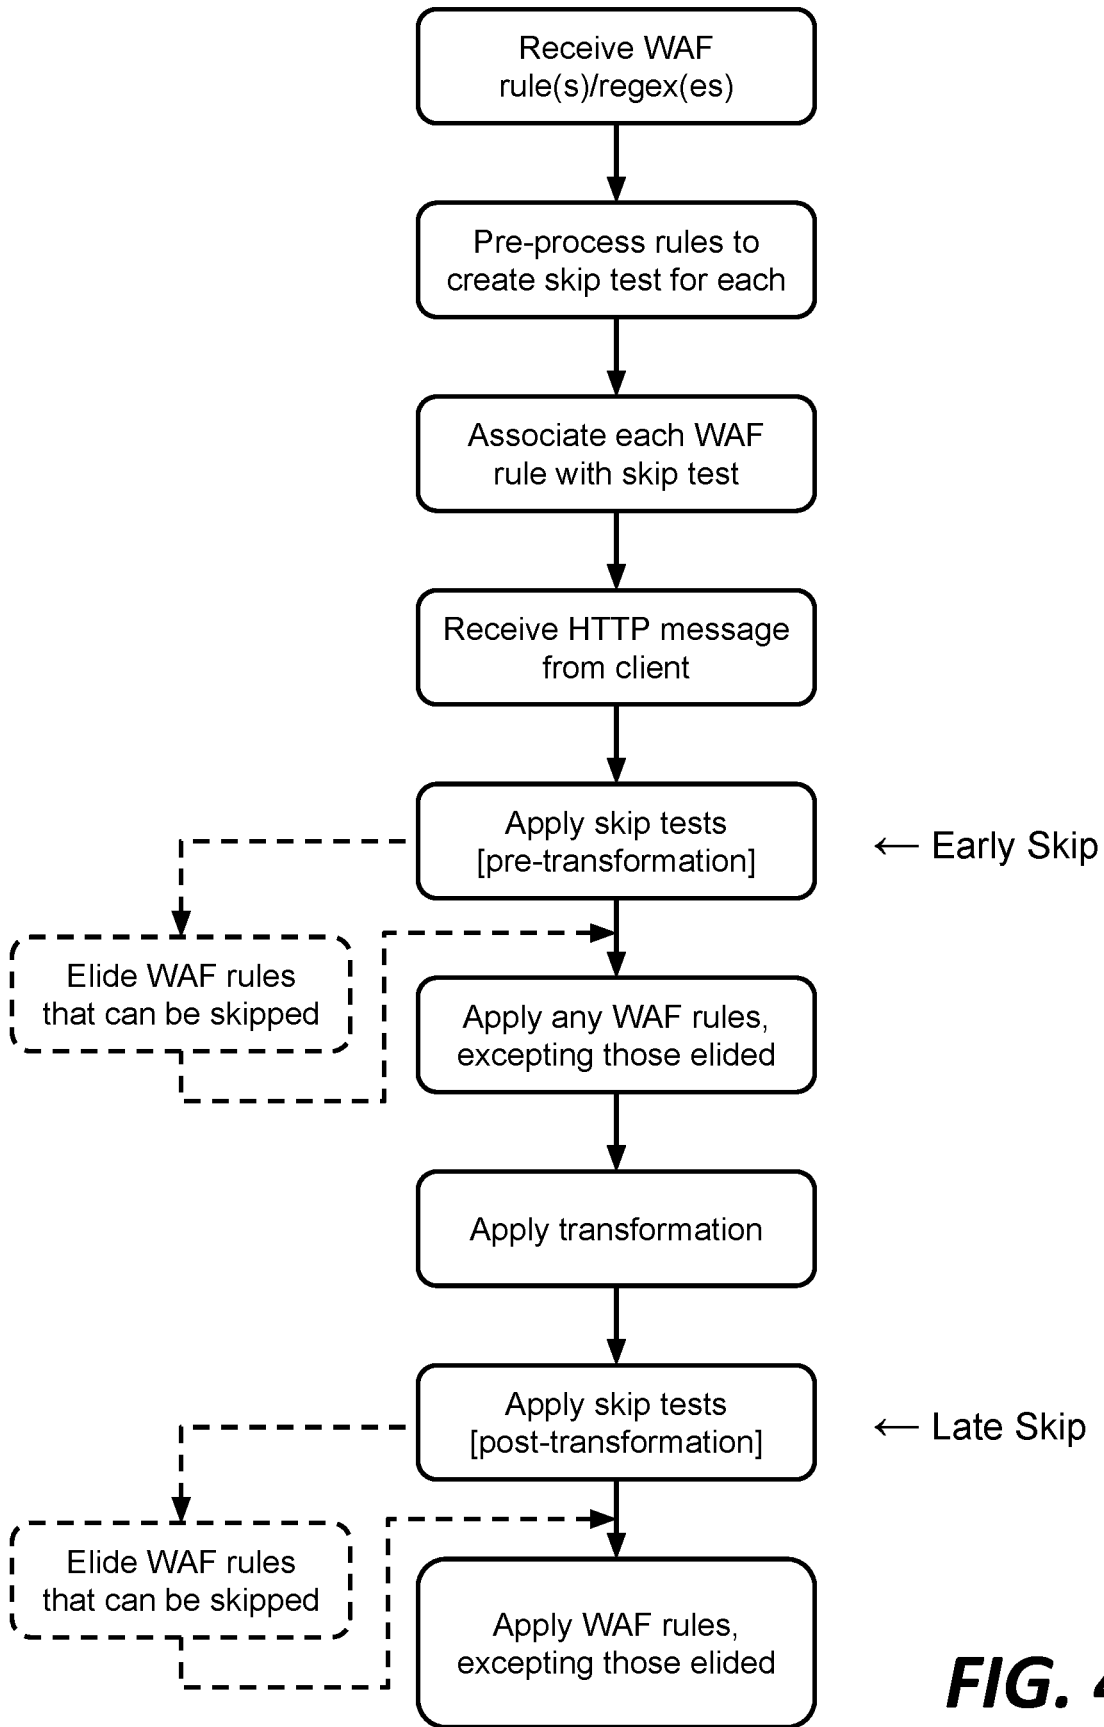 Receive WAF
rule(s)/regex(es)
Pre-process rules to
create skip test for each
Associate each WAF
rule with skip test
Receive HTTP message
from client
Apply skip tests
[pre-transformation]
← Early Skip
Elide WAF rules
that can be skipped
Apply any WAF rules,
excepting those elided
Apply transformation
Apply skip tests
[post-transformation]
← Late Skip
Elide WAF rules
that can be skipped
Apply WAF rules,
excepting those elided
FIG. 4